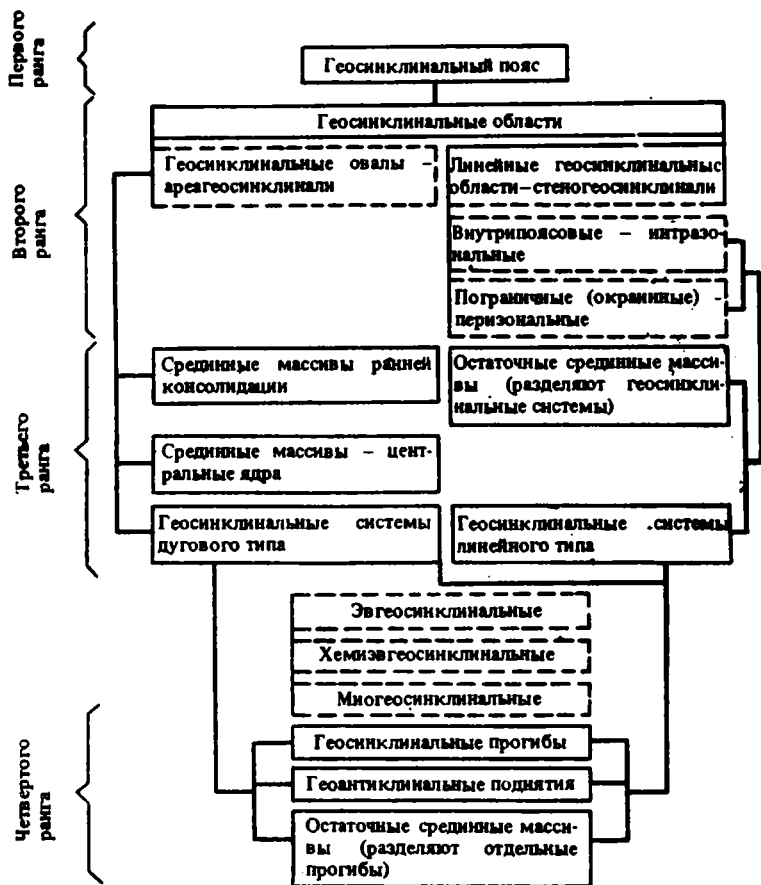 Первого
ранга
Геосинклинальный пояс
Второго
ранга
Геосинклинальные области
Геосинклинальные овалы –
ареагеосинклинали
Линейные геосинклинальные
области–стеногеосинклинали
Внутрипоясовые – интразо-
нальные
Пограничные (окраинные) –
перизональные
Третьего
ранга
Срединные массивы ранней
консолидации
Остаточные срединные масси-
вы (разделяют геосинкли-
нальные системы)
Срединные массивы – цент-
ральные ядра
Геосинклинальные системы
дугового типа
Геосинклинальные системы
линейного типа
Эвгеосинклинальные
Хемиэвгеосинклинальные
Миогеосинклинальные
Четвертого
ранга
Геосинклинальные прогибы
Геоантиклинальные поднятия
Остаточные срединные масси-
вы (разделяют отдельные
прогибы)